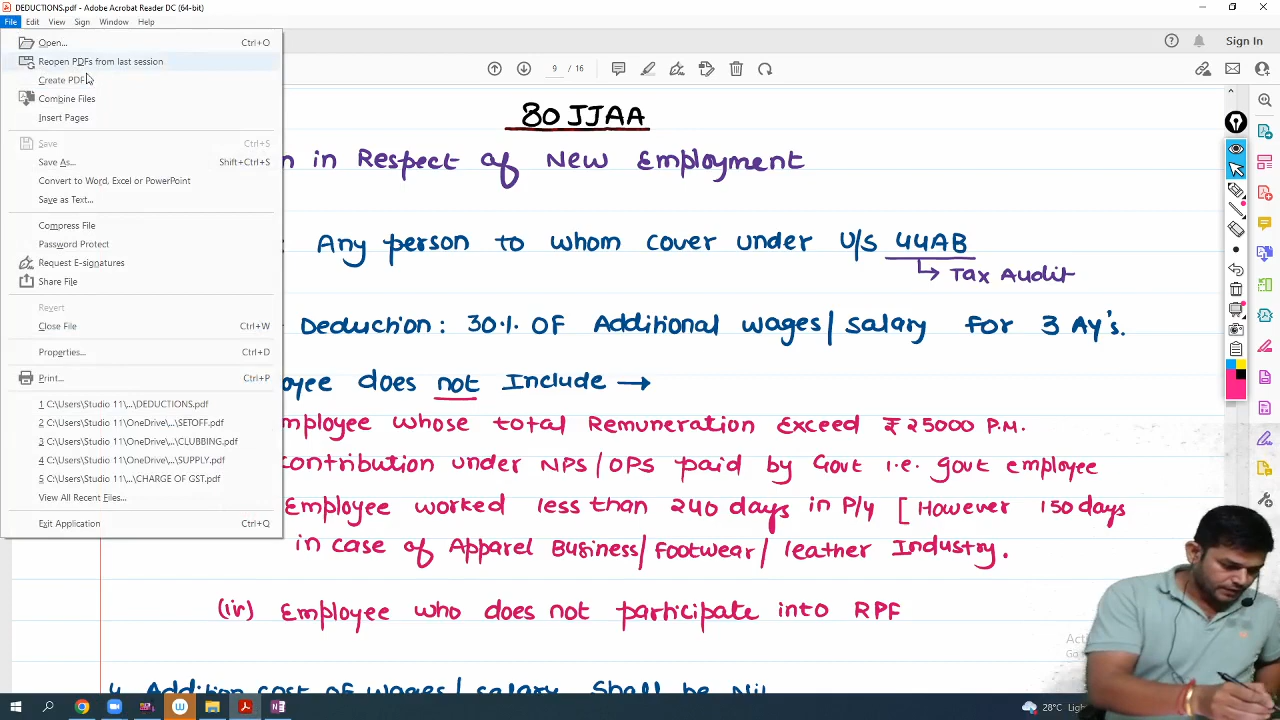 DEDUCTIONS.pdf - Adobe Acrobat Reader DC (64-bit)
File Edit View Sign Window Help
Open... Ctrl+O
Reopen PDFs from last session
Create PDF
Combine Files
Insert Pages
Save Ctrl+S
Save As... Shift+Ctrl+S
Convert to Word, Excel or PowerPoint
Save as Text...
Compress File
Password Protect
Request E-signatures
Share File
Revert
Close File Ctrl+W
Properties... Ctrl+D
Print... Ctrl+P
1 C:\Users\Studio 11\...\DEDUCTIONS.pdf
2 C:\Users\Studio 11\OneDrive\...\SETOFF.pdf
3 C:\Users\Studio 11\OneDrive\...\CLUBBING.pdf
4 C:\Users\Studio 11\OneDrive\...\SUPPLY.pdf
5 C:\Users\Studio 11\OneDrive\...\CHARGE OF GST.pdf
View All Recent Files...
Exit Application Ctrl+Q
Sign In
9 / 16
80 JJAA
n in Respect of New Employment
: Any person to whom cover under U/S 44AB
↳ Tax Audit
Deduction: 30% OF Additional wages/ salary for 3 Ay's.
oyee does not Include →
mployee whose total Remuneration Exceed ₹25000 P.M.
contribution under NPS/OPS paid by Govt i.e. govt employee
Employee worked less than 240 days in P/Y [However 150 days
in case of Apparel Business/ footwear/ leather Industry.
(iv) Employee who does not participate into RPF
4. Addition cost of wages/ salary shall be Nil
28°C